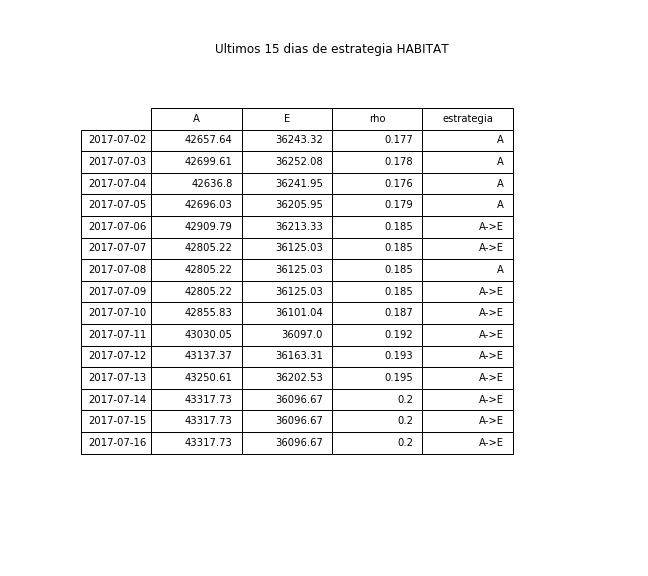 Ultimos 15 dias de estrategia HABITAT
A E rho estrategia
2017-07-02 42657.64 36243.32 0.177 A
2017-07-03 42699.61 36252.08 0.178 A
2017-07-04 42636.8 36241.95 0.176 A
2017-07-05 42696.03 36205.95 0.179 A
2017-07-06 42909.79 36213.33 0.185 A->E
2017-07-07 42805.22 36125.03 0.185 A->E
2017-07-08 42805.22 36125.03 0.185 A
2017-07-09 42805.22 36125.03 0.185 A->E
2017-07-10 42855.83 36101.04 0.187 A->E
2017-07-11 43030.05 36097.0 0.192 A->E
2017-07-12 43137.37 36163.31 0.193 A->E
2017-07-13 43250.61 36202.53 0.195 A->E
2017-07-14 43317.73 36096.67 0.2 A->E
2017-07-15 43317.73 36096.67 0.2 A->E
2017-07-16 43317.73 36096.67 0.2 A->E